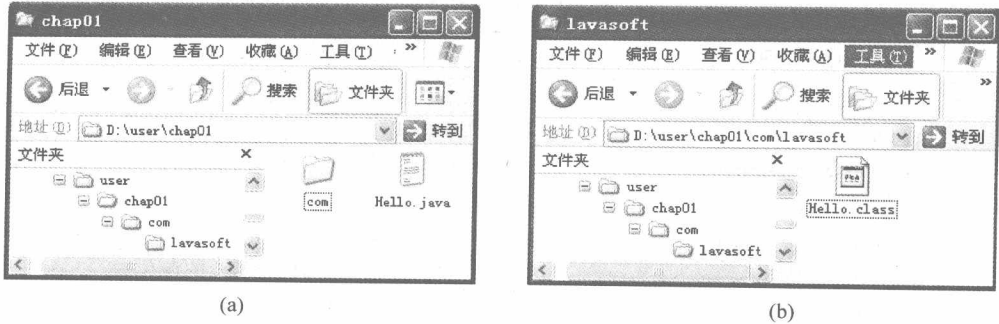 chap01
文件(F) 编辑(E) 查看(V) 收藏(A) 工具(T) »
后退 搜索 文件夹
地址(D) D:\user\chap01 转到
文件夹 ×
user
chap01
com
lavasoft
com Hello.java
(a)
lavasoft
文件(F) 编辑(E) 查看(V) 收藏(A) 工具(T) »
后退 搜索 文件夹 »
地址(D) D:\user\chap01\com\lavasoft 转到
文件夹 ×
user
chap01
com
lavasoft
Hello.class
(b)